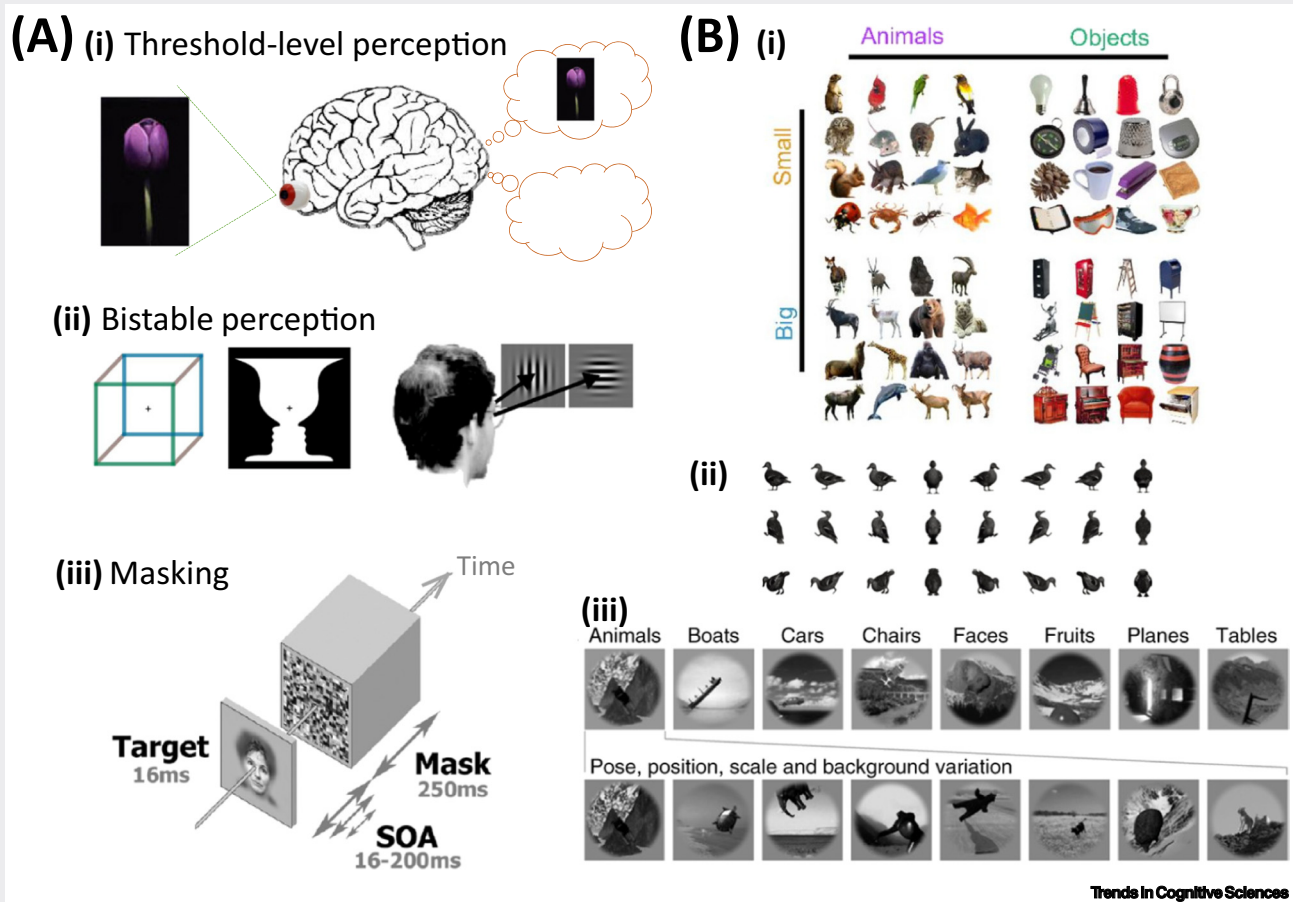 (A) (i) Threshold-level perception
(ii) Bistable perception
(iii) Masking
Time
Target
16ms
Mask
250ms
SOA
16-200ms
(B) (i)
Animals
Objects
Small
Big
(ii)
(iii)
Animals Boats Cars Chairs Faces Fruits Planes Tables
Pose, position, scale and background variation
Trends in Cognitive Sciences